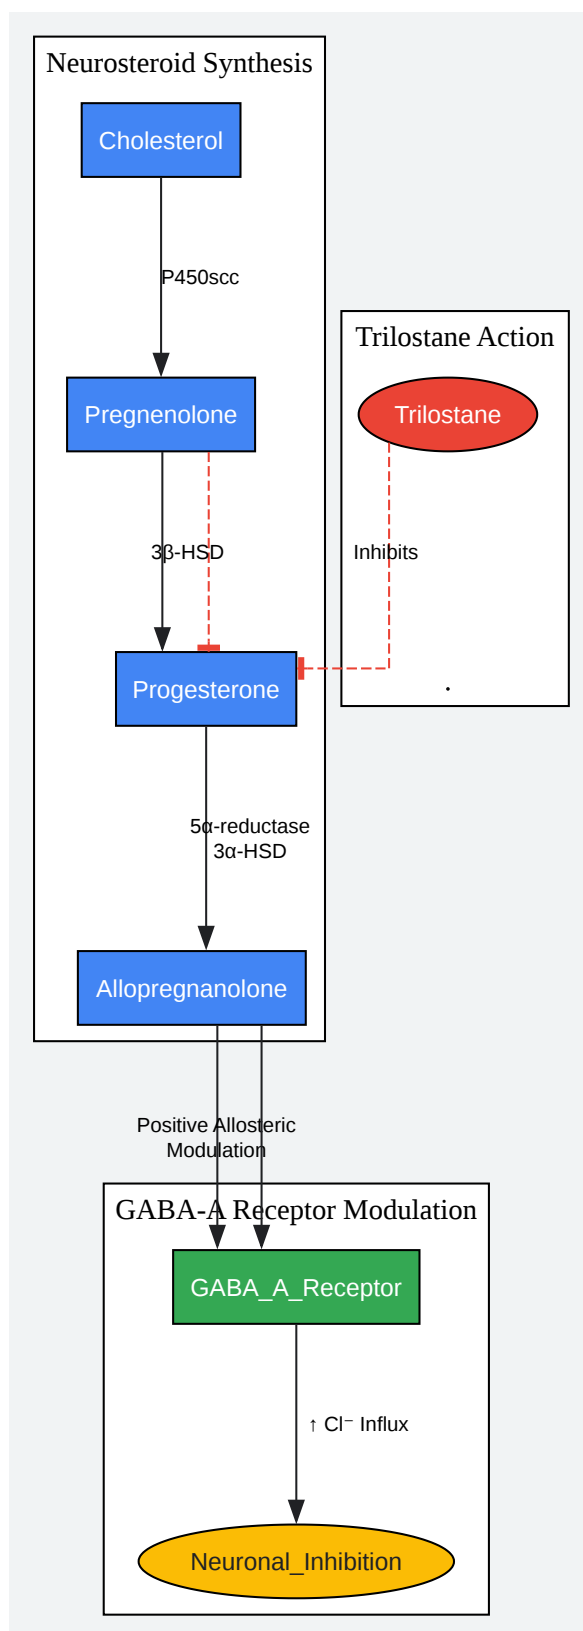 Neurosteroid Synthesis
Cholesterol
P450scc
Trilostane Action
Pregnenolone
Trilostane
3β-HSD
Inhibits
Progesterone
.
5α-reductase
3α-HSD
Allopregnanolone
Positive Allosteric
Modulation
GABA-A Receptor Modulation
GABA_A_Receptor
↑ Cl⁻ Influx
Neuronal_Inhibition